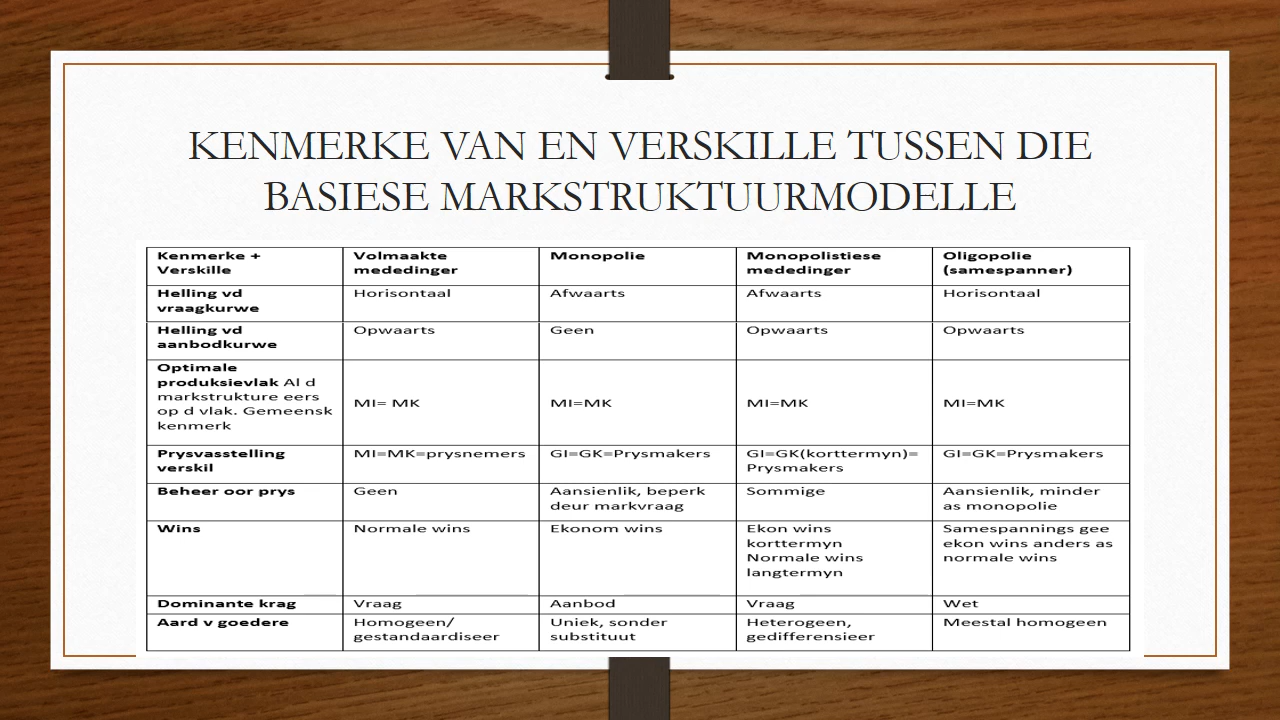 KENMERKE VAN EN VERSKILLE TUSSEN DIE
BASIESE MARKSTRUKTUURMODELLE
Kenmerke +
Verskille
Volmaakte
mededinger
Monopolie
Monopolistiese
mededinger
Oligopolie
(samespanner)
Helling vd
vraagkurwe
Horisontaal
Afwaarts
Afwaarts
Horisontaal
Helling vd
aanbodkurwe
Opwaarts
Geen
Opwaarts
Opwaarts
Optimale
produksievlak Al d
markstrukture eers
op d vlak. Gemeensk
kenmerk
MI= MK
MI=MK
MI=MK
MI=MK
Prysvasstelling
verskil
MI=MK=prysnemers
GI=GK=Prysmakers
GI=GK(korttermyn)=
Prysmakers
GI=GK=Prysmakers
Beheer oor prys
Geen
Aansienlik, beperk
deur markvraag
Sommige
Aansienlik, minder
as monopolie
Wins
Normale wins
Ekonom wins
Ekon wins
korttermyn
Normale wins
langtermyn
Samespannings gee
ekon wins anders as
normale wins
Dominante krag
Vraag
Aanbod
Vraag
Wet
Aard v goedere
Homogeen/
gestandaardiseer
Uniek, sonder
substituut
Heterogeen,
gedifferensieer
Meestal homogeen